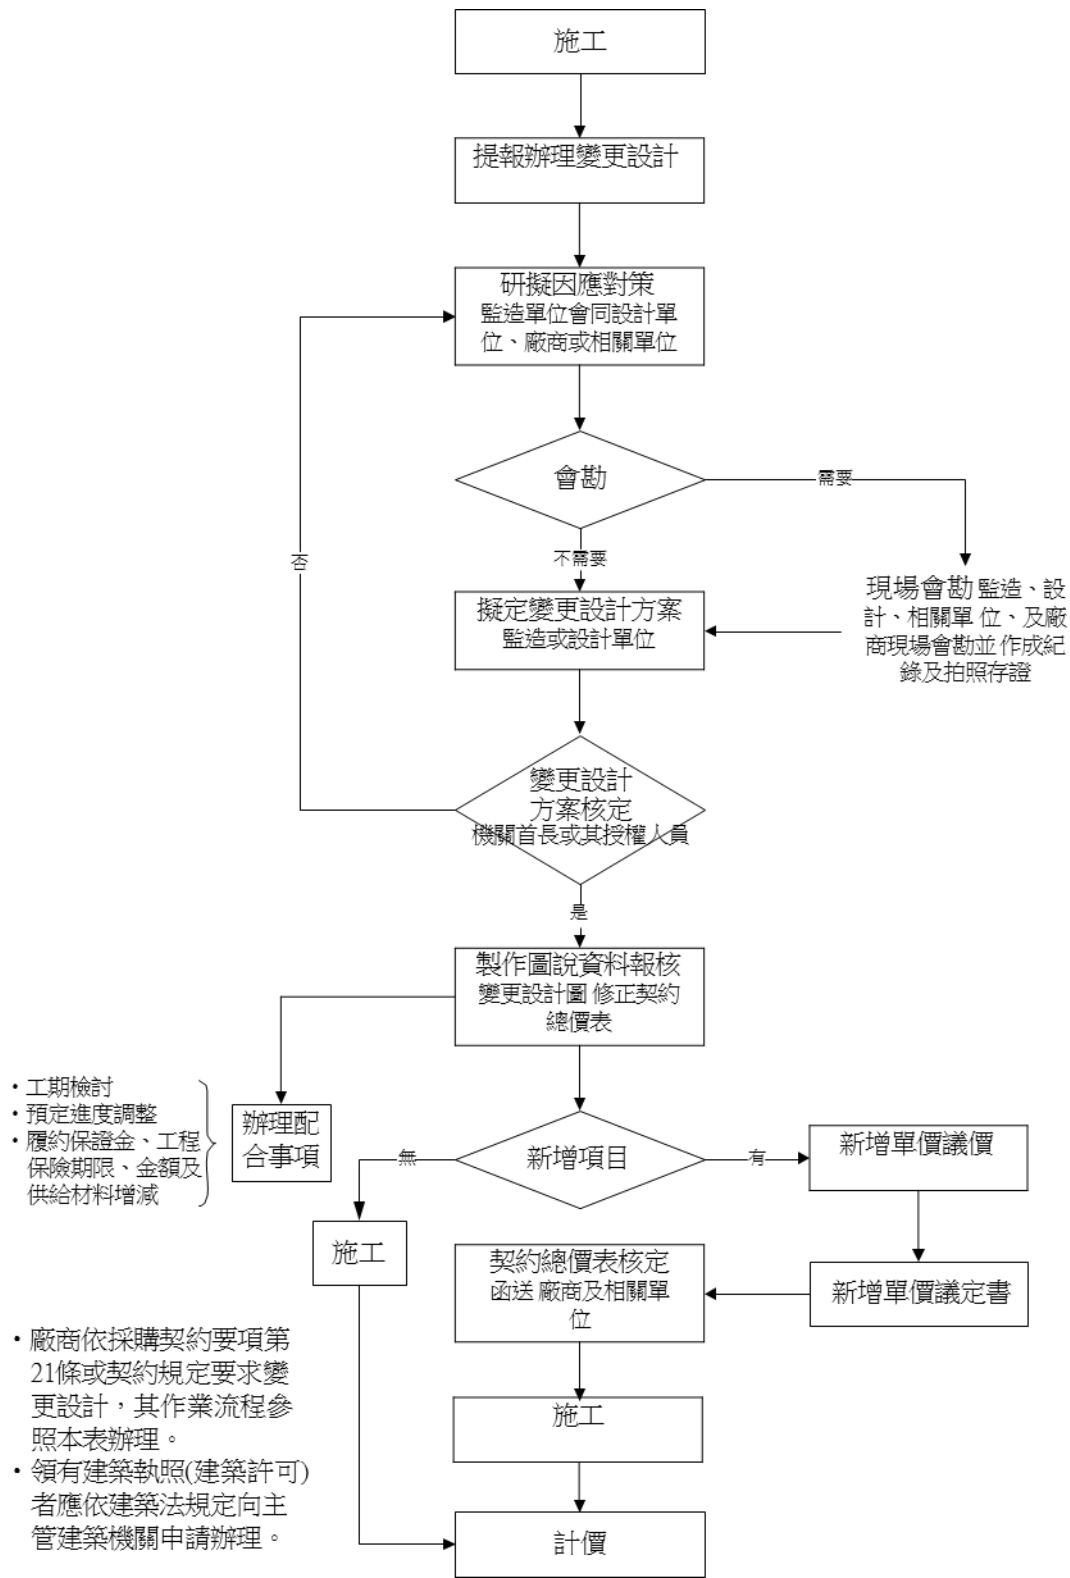 施工
提報辦理變更設計
研擬因應對策
監造單位會同設計單
位、廠商或相關單位
會勘
需要
不需要
否
現場會勘 監造、設
計、相關單 位、及廠
商現場會勘並 作成紀
錄及拍照存證
擬定變更設計方案
監造或設計單位
變更設計
方案核定
機關首長或其授權人員
是
製作圖說資料報核
變更設計圖 修正契約
總價表
・工期檢討
・預定進度調整
・履約保證金、工程
保險期限、金額及
供給材料增減
辦理配
合事項
新增項目
無
有
新增單價議價
施工
契約總價表核定
函送 廠商及相關單
位
新增單價議定書
・廠商依採購契約要項第
21條或契約規定要求變
更設計，其作業流程參
照本表辦理。
・領有建築執照(建築許可)
者應依建築法規定向主
管建築機關申請辦理。
施工
計價